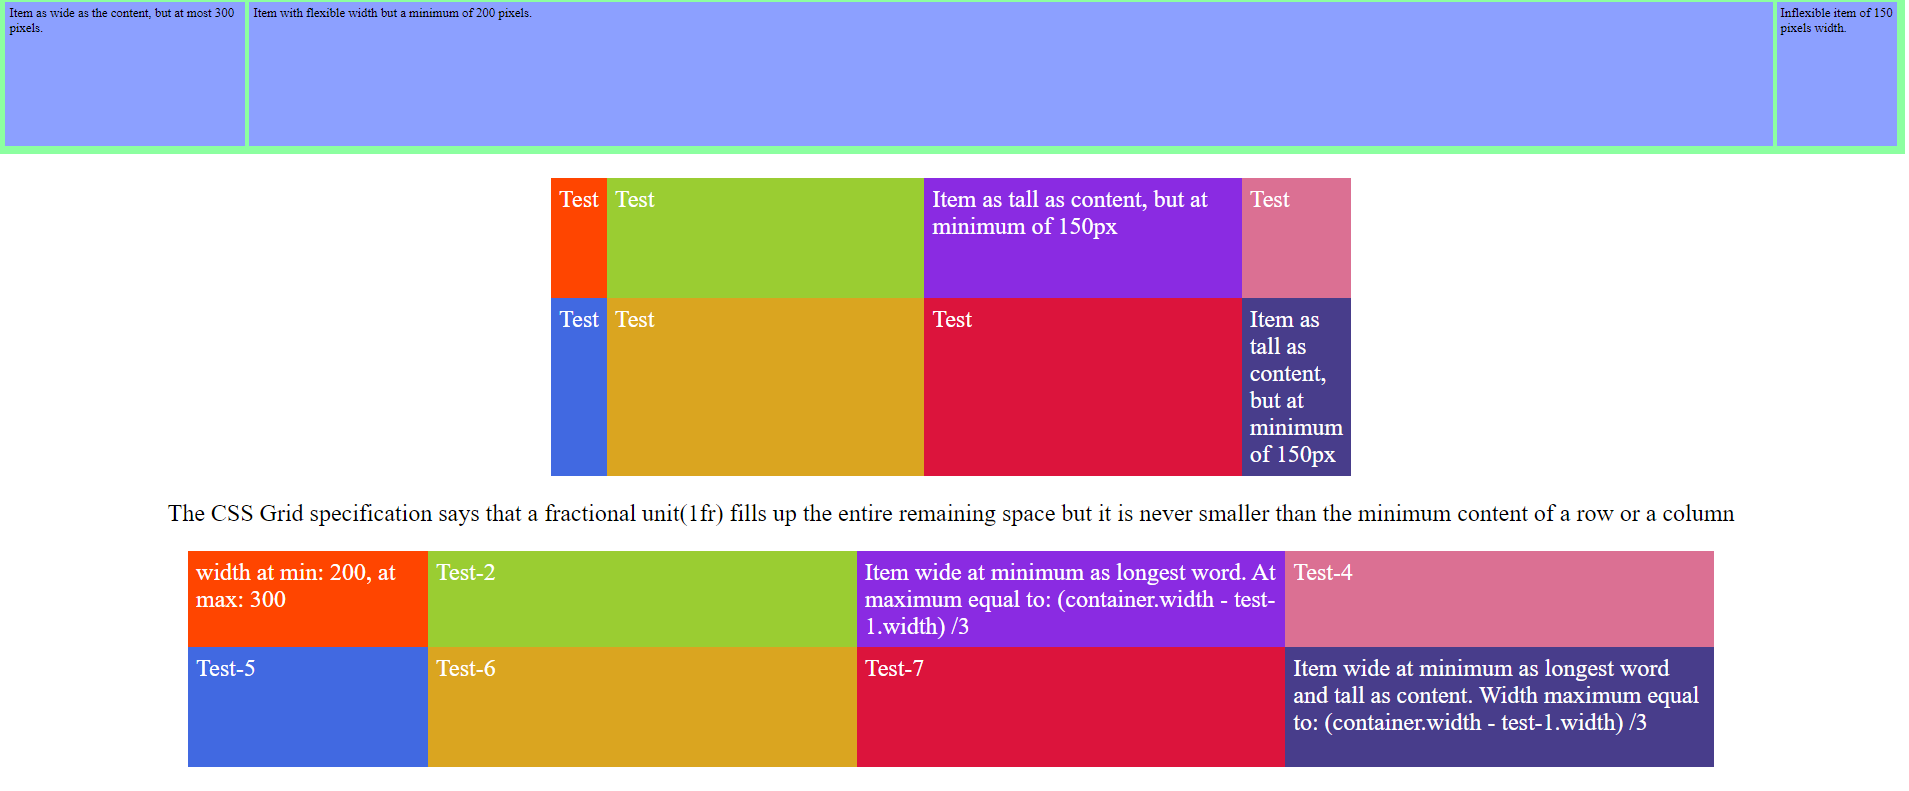 Item as wide as the content, but at most 300
pixels.
Item with flexible width but a minimum of 200 pixels.
Inflexible item of 150
pixels width.
Test
Test
Item as tall as content, but at
minimum of 150px
Test
Test
Test
Test
Item as
tall as
content,
but at
minimum
of 150px
The CSS Grid specification says that a fractional unit(1fr) fills up the entire remaining space but it is never smaller than the minimum content of a row or a column
width at min: 200, at
max: 300
Test-2
Item wide at minimum as longest word. At
maximum equal to: (container.width - test-
1.width) /3
Test-4
Test-5
Test-6
Test-7
Item wide at minimum as longest word
and tall as content. Width maximum equal
to: (container.width - test-1.width) /3